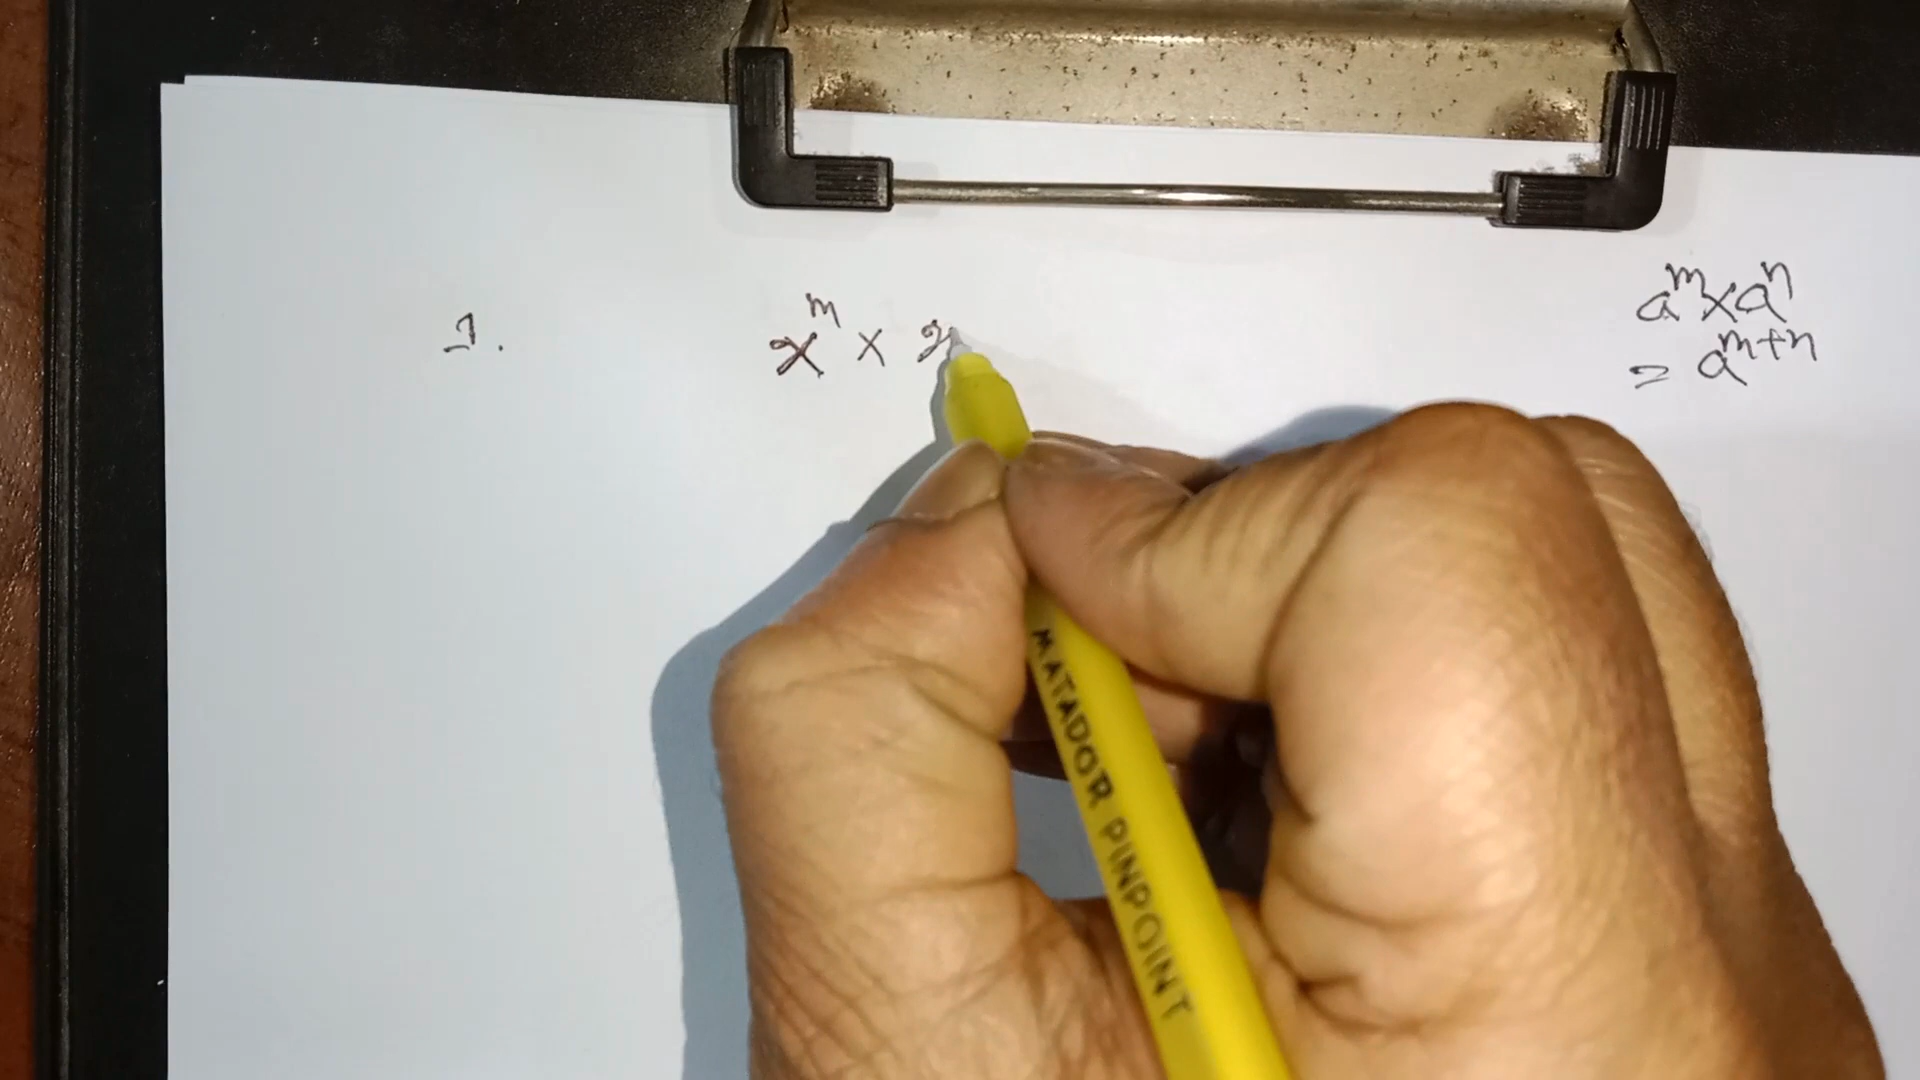 1. x^m × x
a^m × a^n
= a^{m+n}
MATADOR PINPOINT